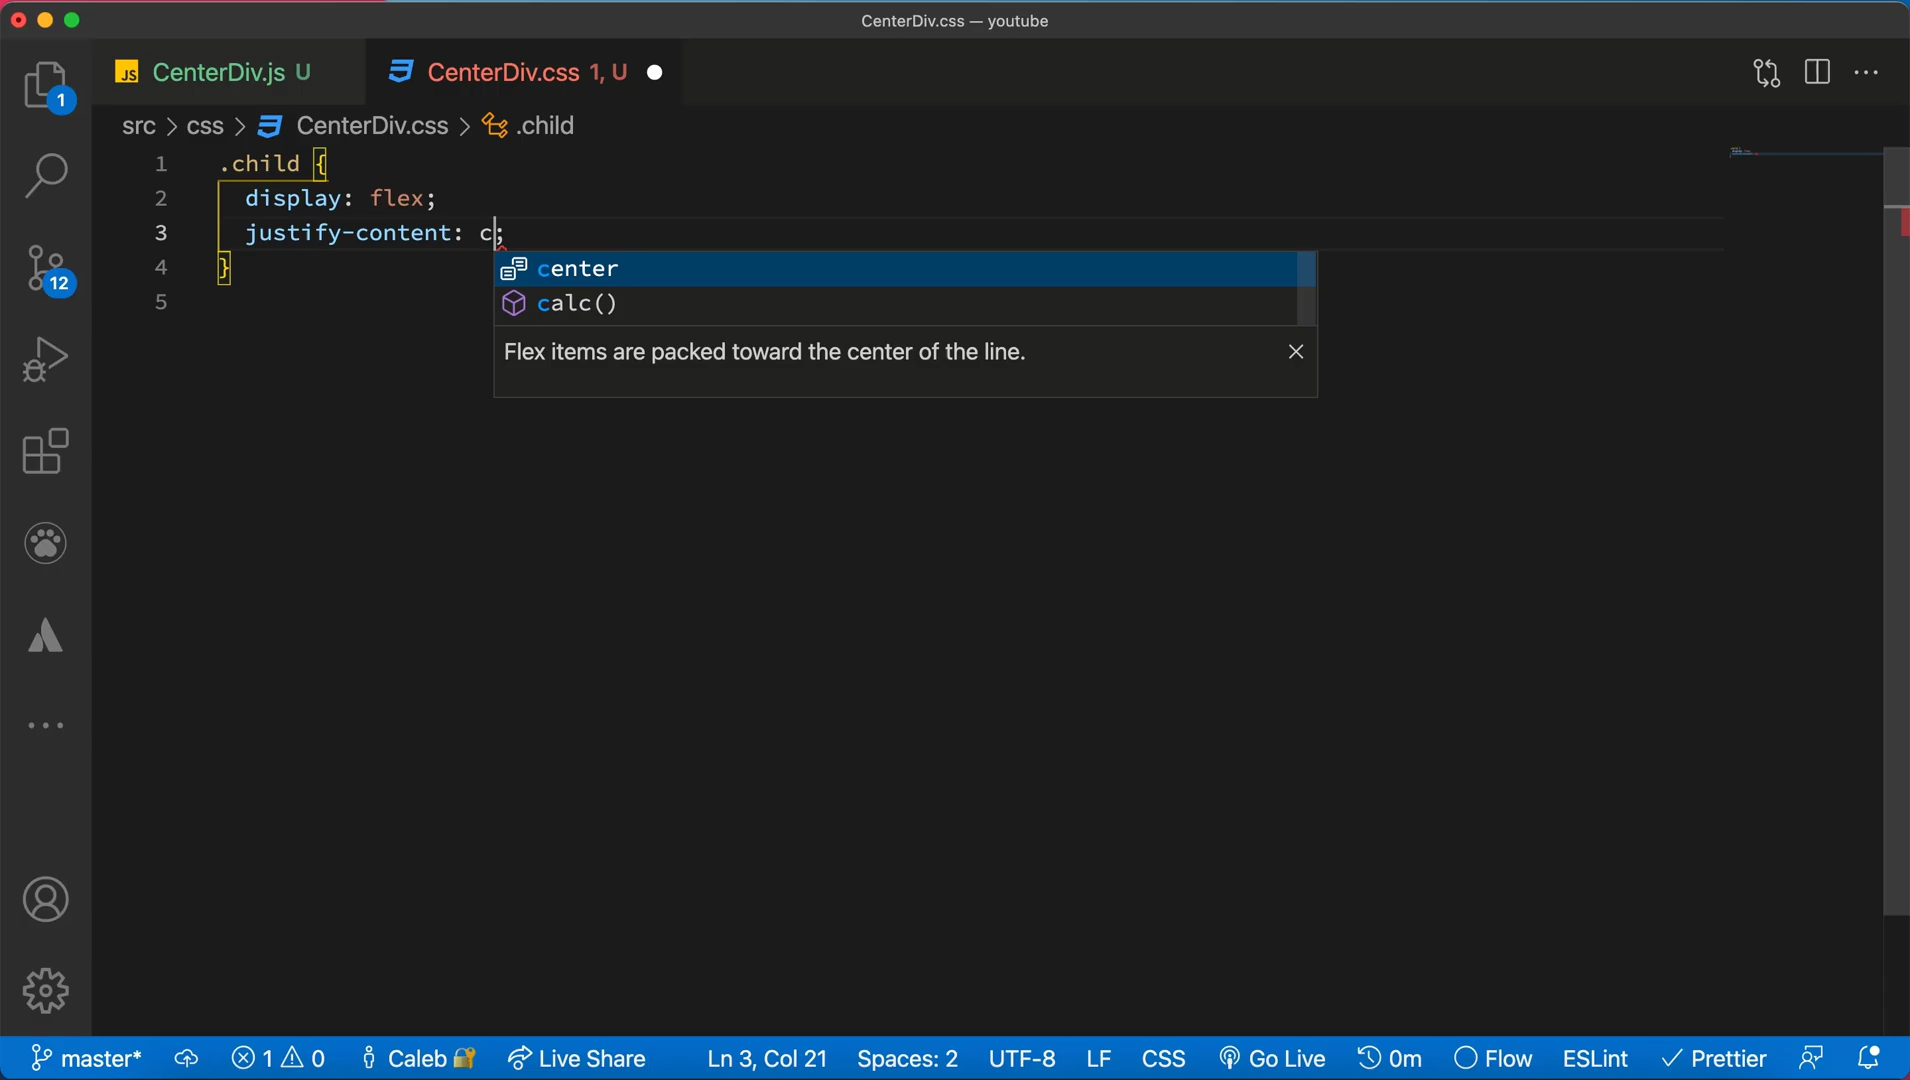 CenterDiv.css — youtube
JS CenterDiv.js U CenterDiv.css 1, U
src > css > CenterDiv.css > .child
1 .child {
2 display: flex;
3 justify-content: c;
4 }
5
center
calc()
Flex items are packed toward the center of the line.
1
12
master* 1 0 Caleb Live Share Ln 3, Col 21 Spaces: 2 UTF-8 LF CSS Go Live 0m Flow ESLint Prettier